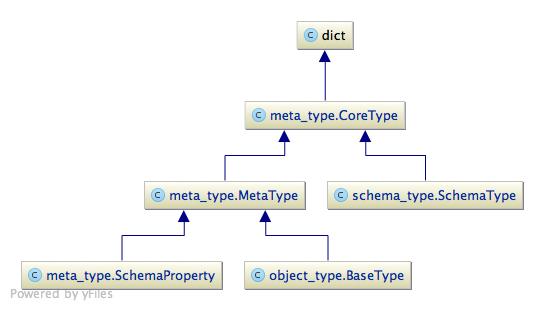 C dict
C meta_type.CoreType
C meta_type.MetaType
C schema_type.SchemaType
C meta_type.SchemaProperty
C object_type.BaseType
Powered by yFiles